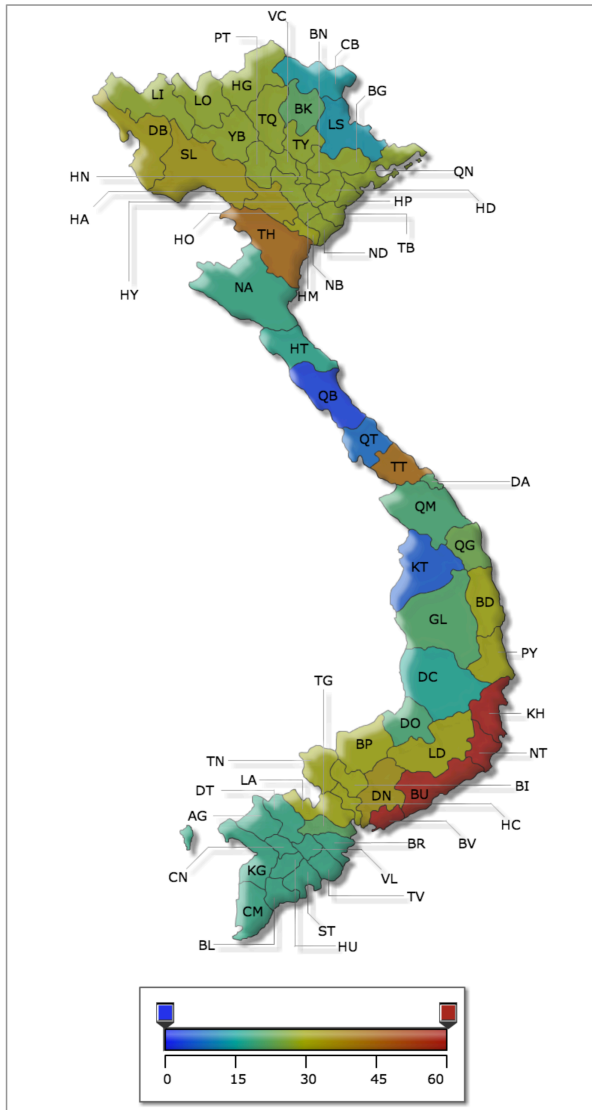 VC
PT
BN
CB
BG
HG
LI
LO
BK
TQ
LS
DB
YB
TY
SL
HN
QN
HA
HP
HD
HO
TH
TB
ND
HY
HM
NB
NA
HT
QB
QT
TT
DA
QM
QG
KT
BD
GL
PY
TG
DC
KH
DO
BP
LD
NT
TN
LA
DN
BI
DT
BU
HC
AG
BR
BV
CN
KG
VL
TV
CM
ST
BL
HU
0 15 30 45 60